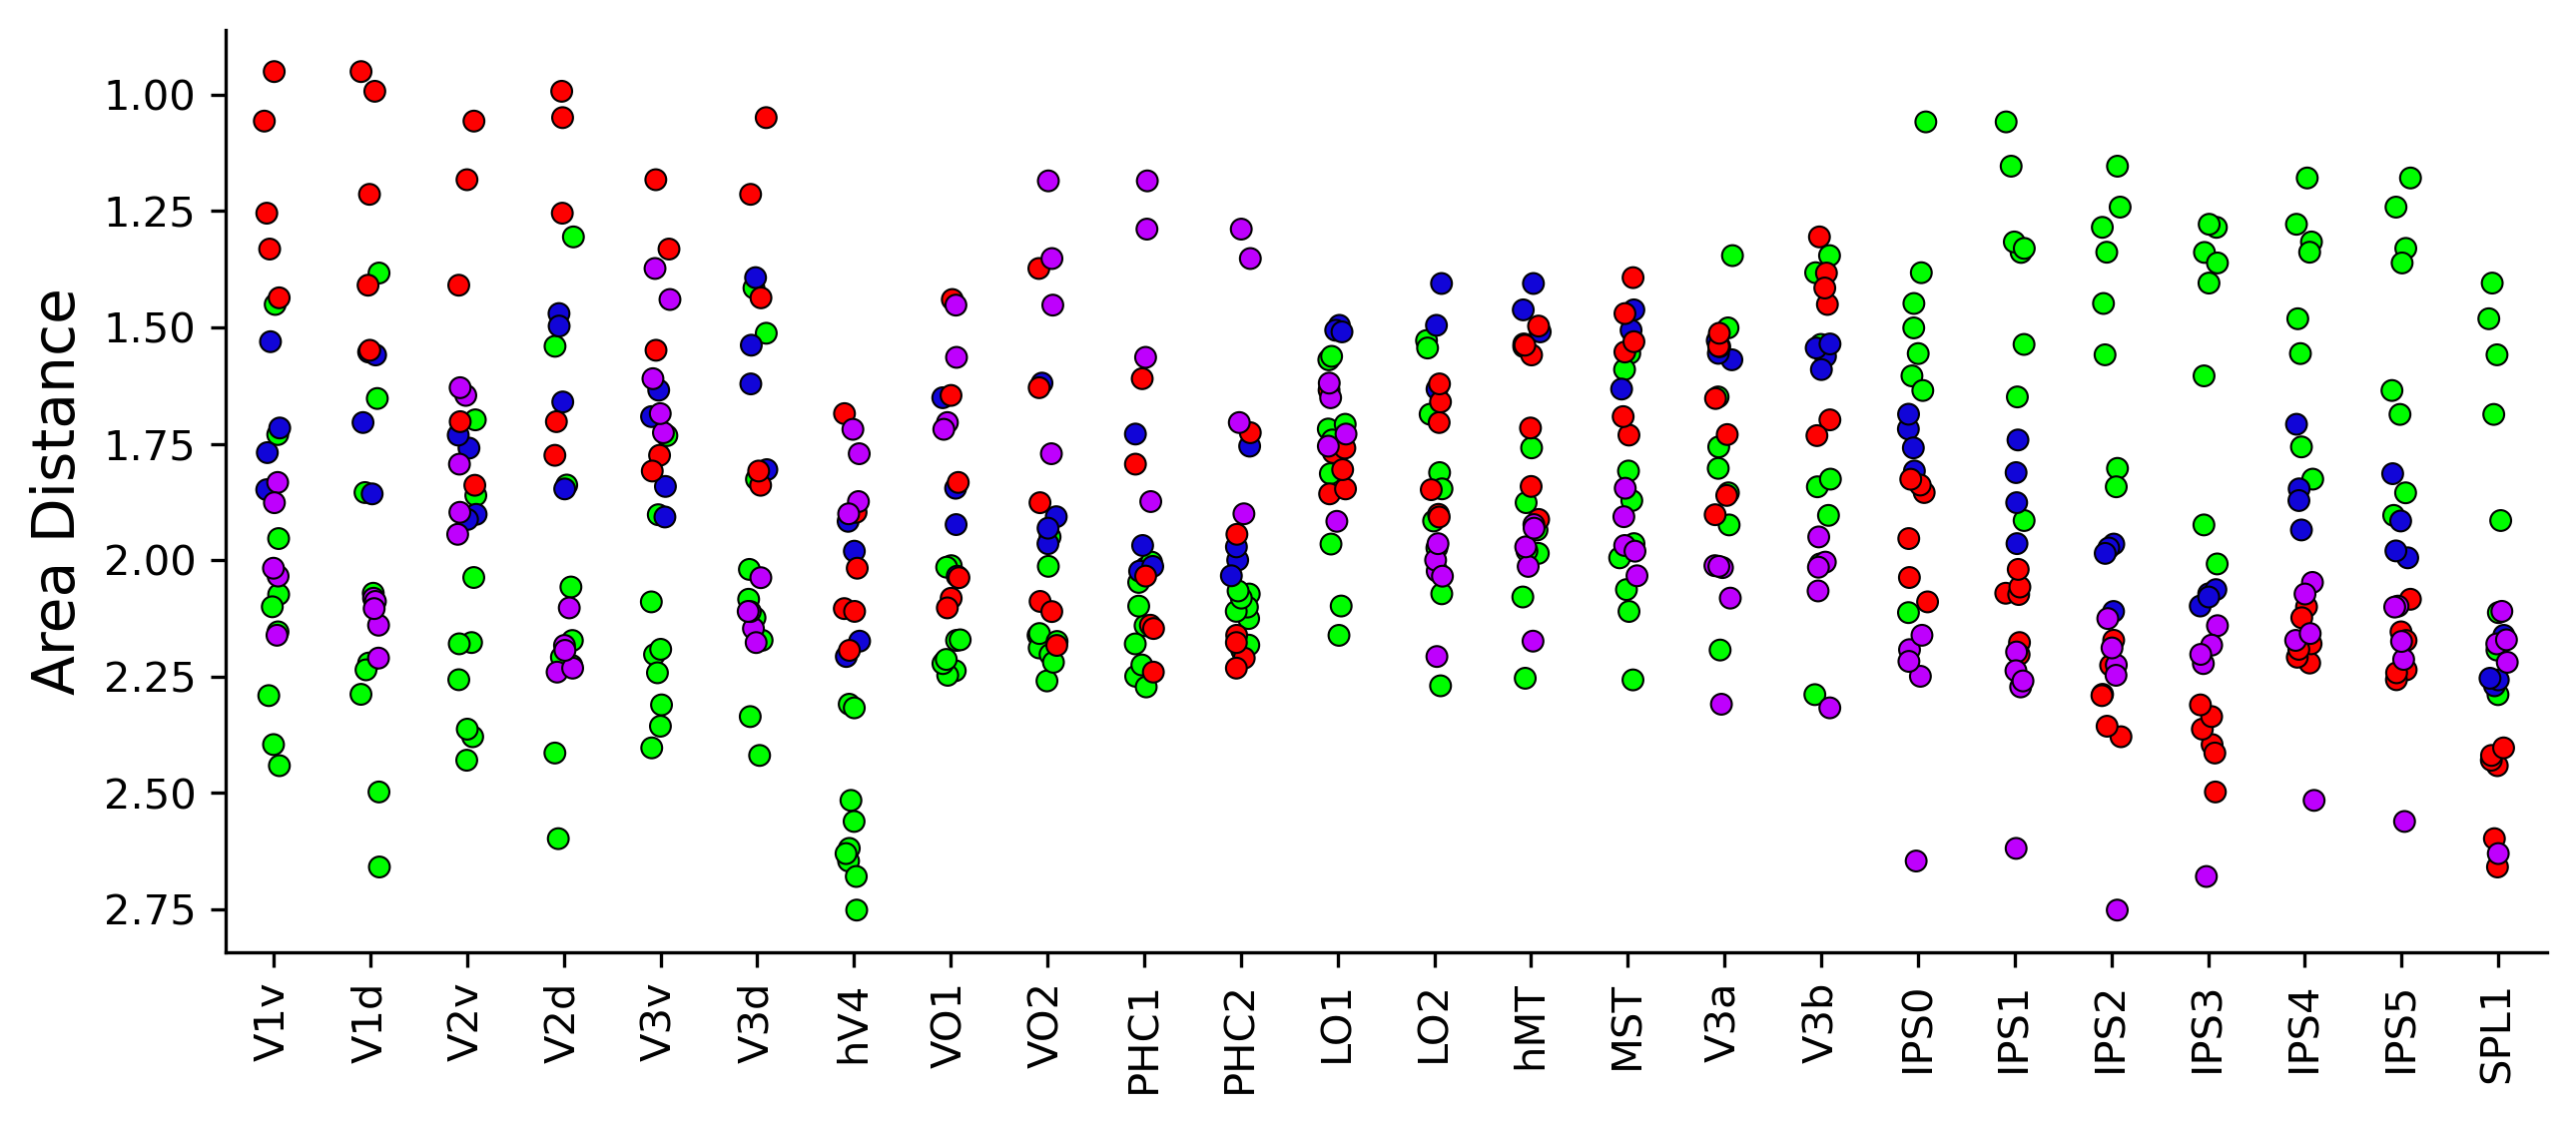 Area Distance
1.00
1.25
1.50
1.75
2.00
2.25
2.50
2.75
V1v
V1d
V2v
V2d
V3v
V3d
hV4
VO1
VO2
PHC1
PHC2
LO1
LO2
hMT
MST
V3a
V3b
IPS0
IPS1
IPS2
IPS3
IPS4
IPS5
SPL1